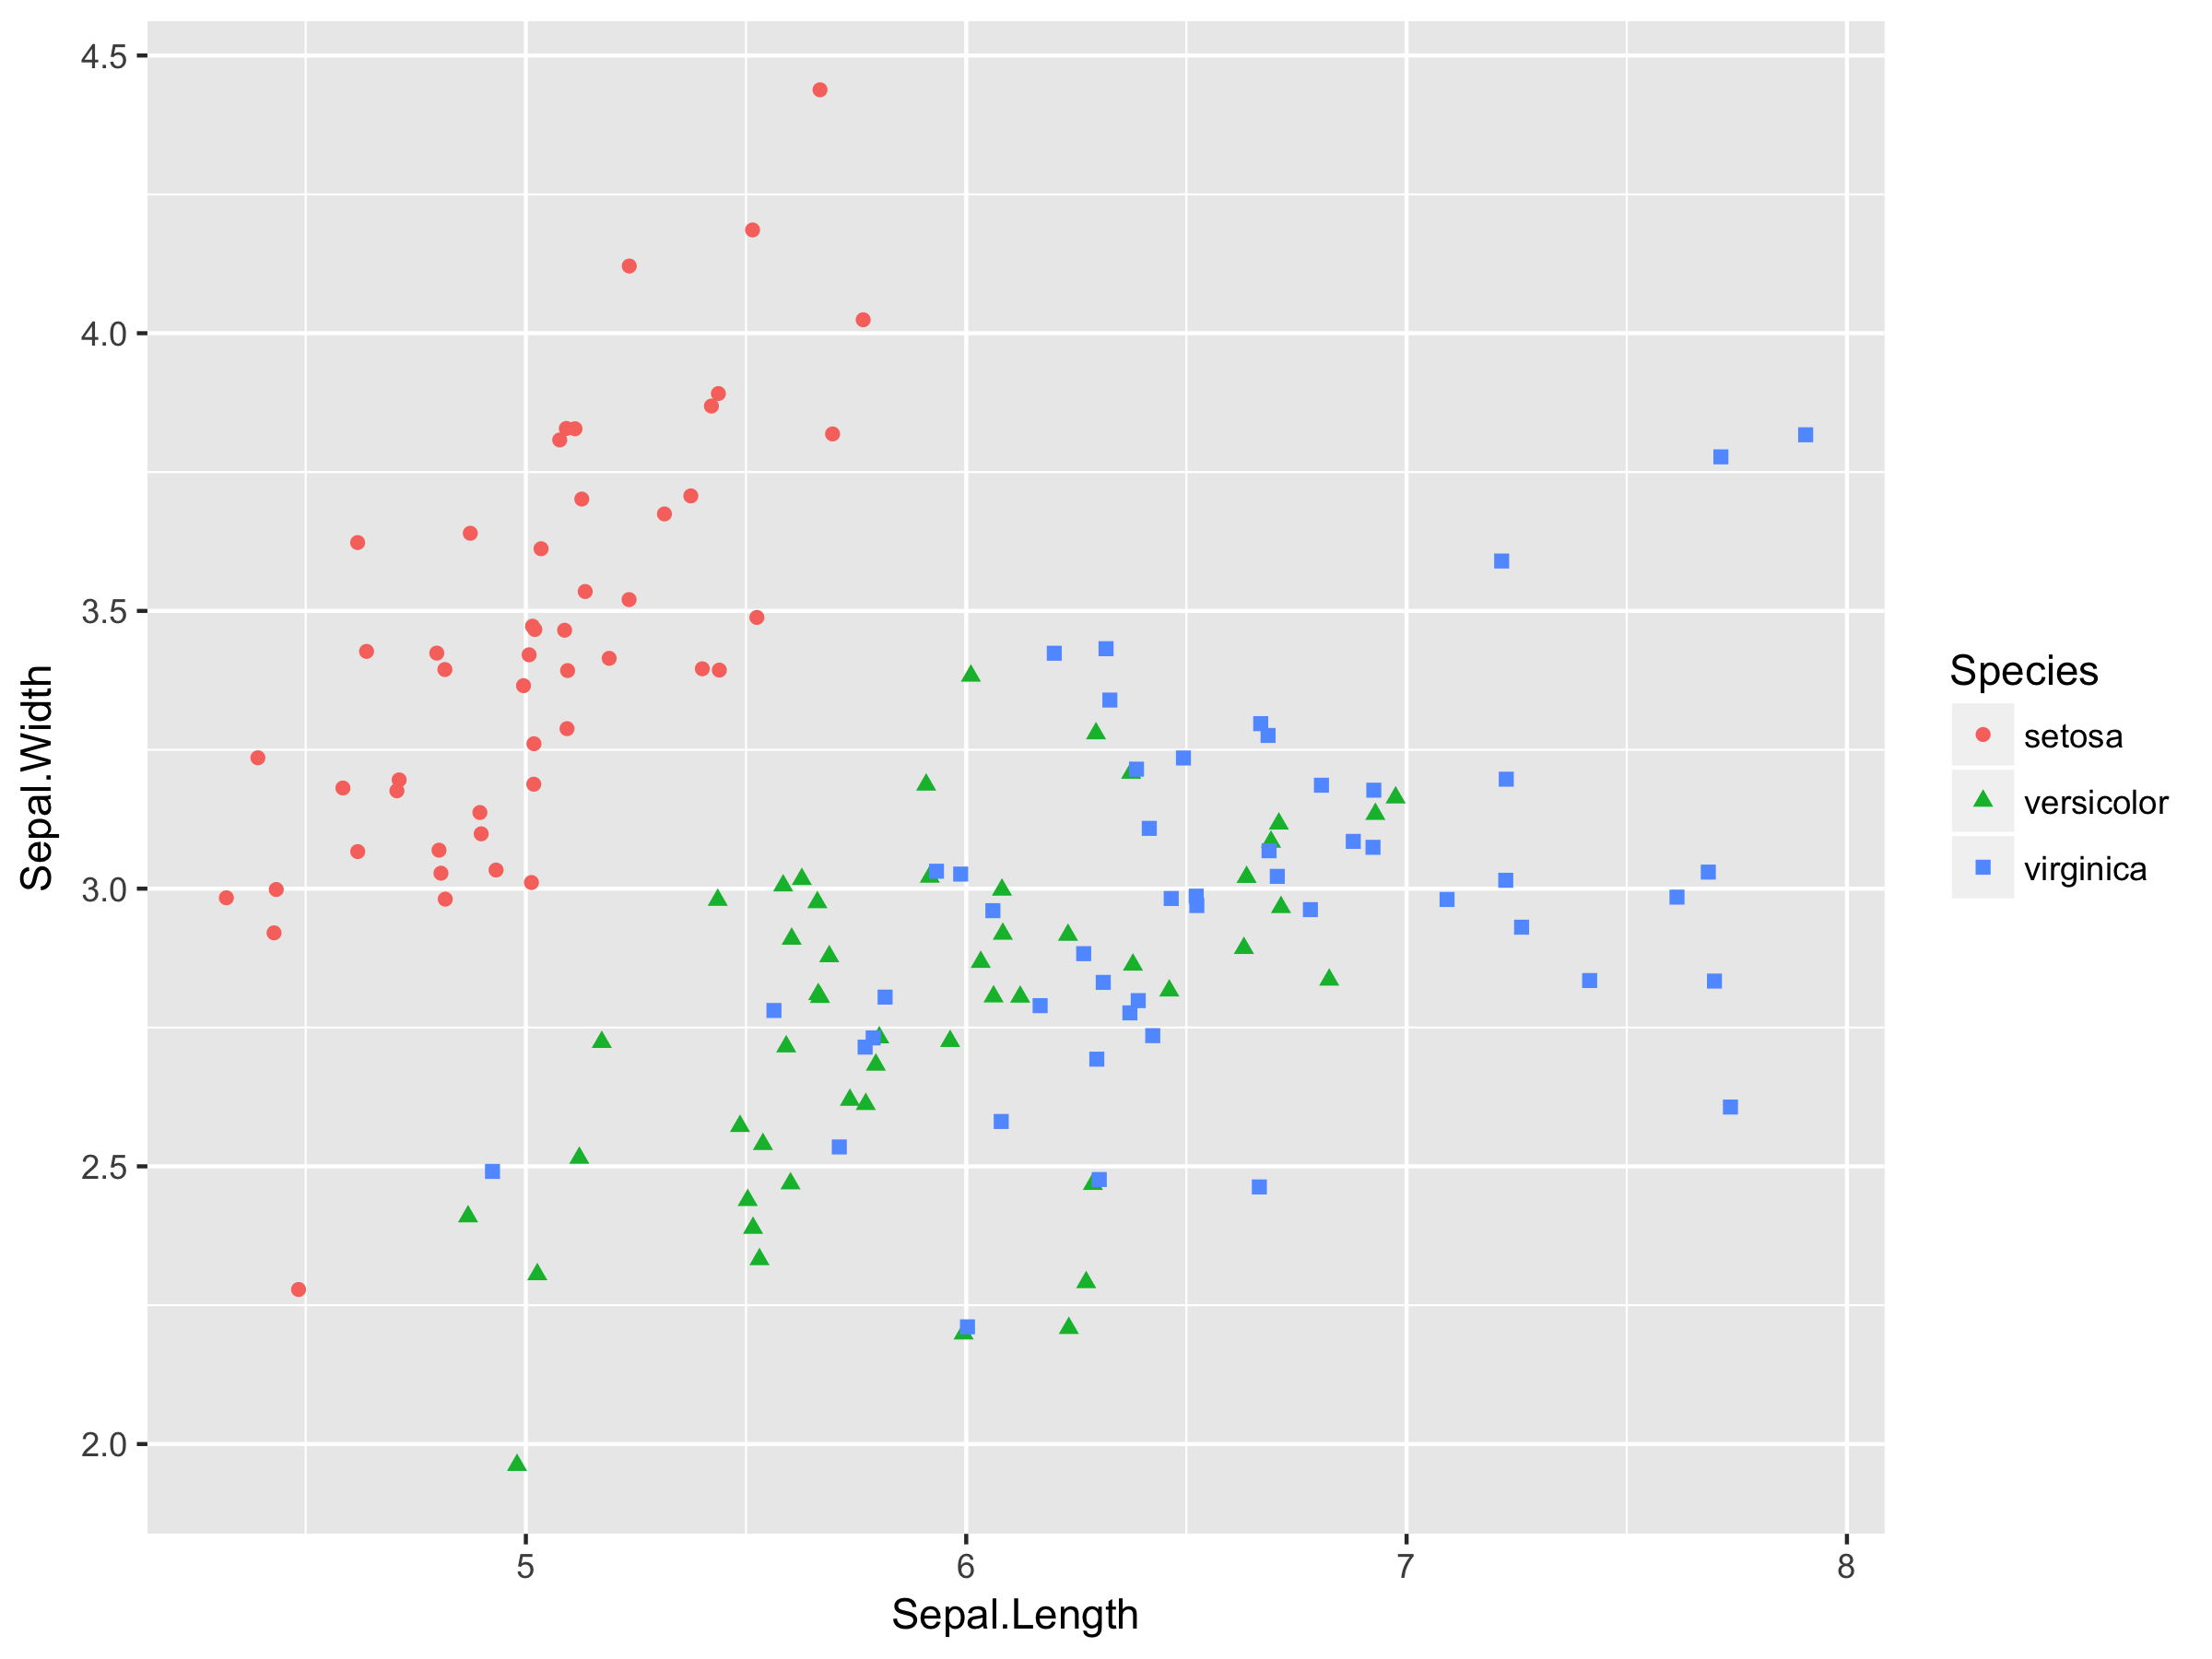 4.5
4.0
3.5
3.0
2.5
2.0
Sepal.Width
5 6 7 8
Sepal.Length
Species
setosa
versicolor
virginica